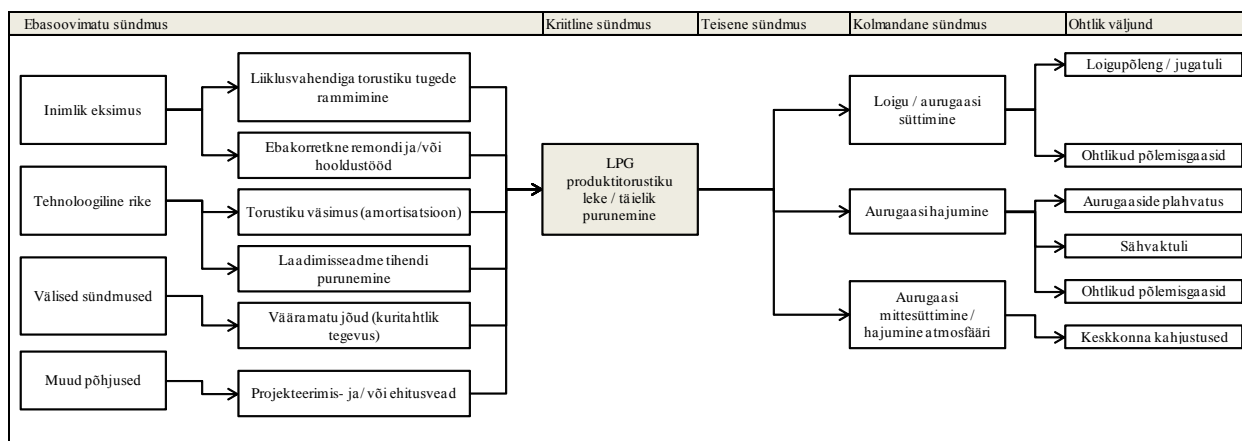 Ebasoovimatu sündmus
Kriitline sündmus
Teisene sündmus
Kolmandane sündmus
Ohtlik väljund
Inimlik eksimus
Tehnoloogiline rike
Välised sündmused
Muud põhjused
Liiklusvahendiga torustiku tugede
rammimine
Ebakorretkne remondi ja/või
hooldustööd
Torustiku väsimus (amortisatsioon)
Laadimisseadme tihendi
purunemine
Vääramatu jõud (kuritahtlik
tegevus)
Projekteerimis- ja/või ehitusvead
LPG
produktitorustiku
leke / täielik
purunemine
Loigu / aurugaasi
süttimine
Aurugaasi hajumine
Aurugaasi
mittesüttimine /
hajumine atmosfääri
Loigupõleng / jugatuli
Ohtlikud põlemisgaasid
Aurugaaside plahvatus
Sähvaktuli
Ohtlikud põlemisgaasid
Keskkonna kahjustused